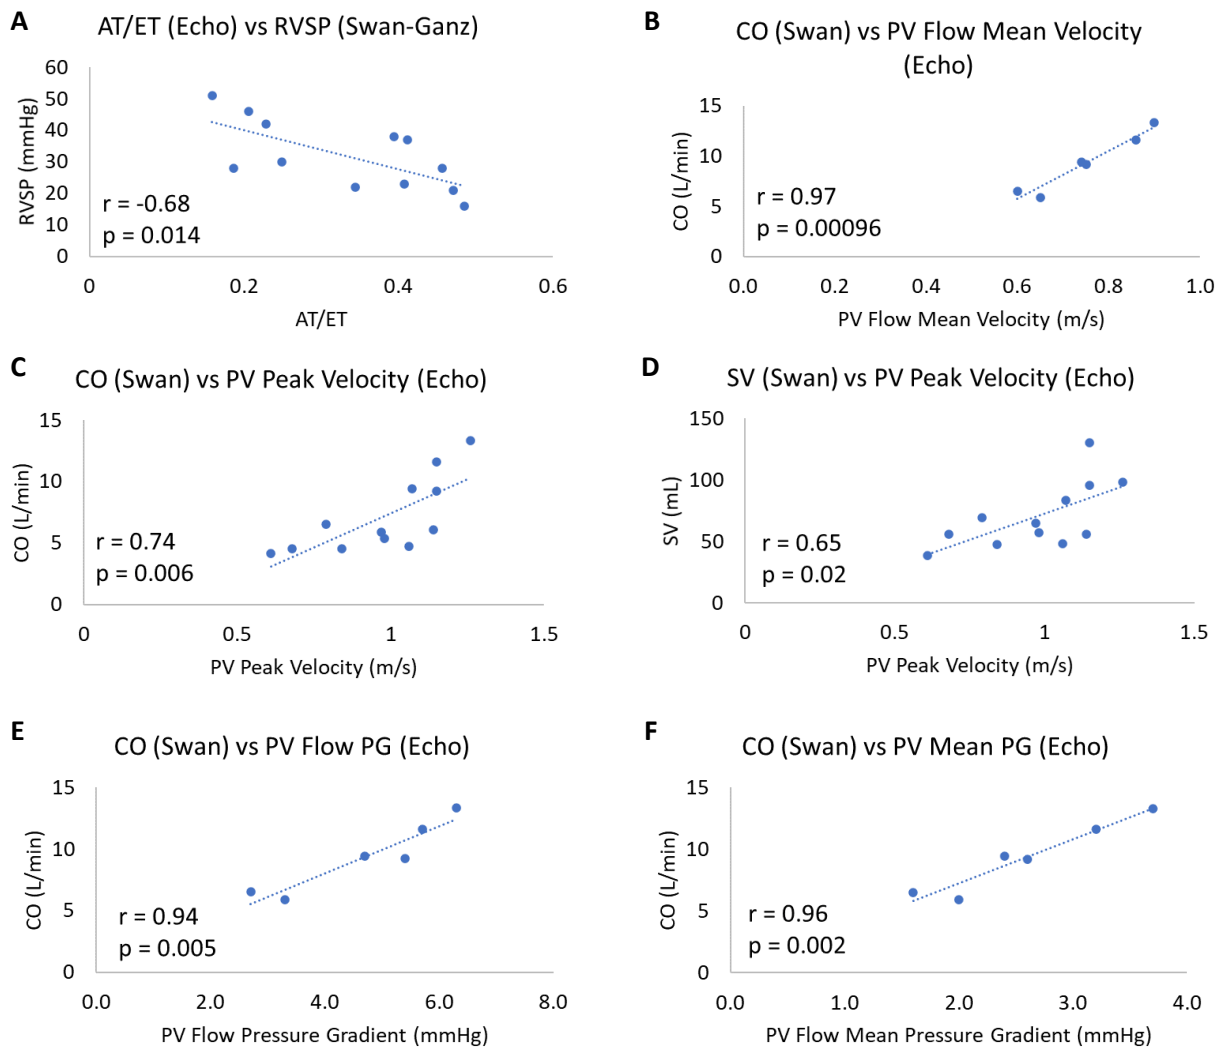 A
AT/ET (Echo) vs RVSP (Swan-Ganz)
60
50
40
30
20
10
0
RVSP (mmHg)
r = -0.68
p = 0.014
0
0.2
0.4
0.6
AT/ET
B
CO (Swan) vs PV Flow Mean Velocity
(Echo)
15
10
5
0
CO (L/min)
r = 0.97
p = 0.00096
0.0
0.2
0.4
0.6
0.8
1.0
PV Flow Mean Velocity (m/s)
C
CO (Swan) vs PV Peak Velocity (Echo)
15
10
5
0
CO (L/min)
r = 0.74
p = 0.006
0
0.5
1
1.5
PV Peak Velocity (m/s)
D
SV (Swan) vs PV Peak Velocity (Echo)
150
100
50
0
SV (mL)
r = 0.65
p = 0.02
0
0.5
1
1.5
PV Peak Velocity (m/s)
E
CO (Swan) vs PV Flow PG (Echo)
15
10
5
0
CO (L/min)
r = 0.94
p = 0.005
0.0
2.0
4.0
6.0
8.0
PV Flow Pressure Gradient (mmHg)
F
CO (Swan) vs PV Mean PG (Echo)
15
10
5
0
CO (L/min)
r = 0.96
p = 0.002
0.0
1.0
2.0
3.0
4.0
PV Flow Mean Pressure Gradient (mmHg)